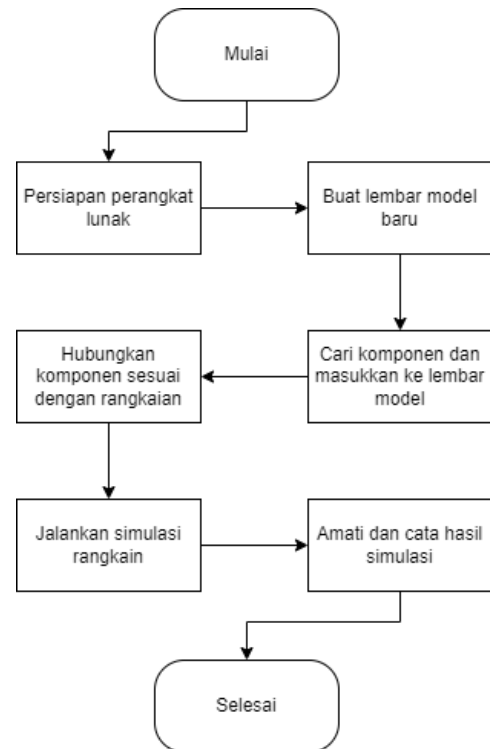 Mulai
Persiapan perangkat
lunak
Buat lembar model
baru
Cari komponen dan
masukkan ke lembar
model
Hubungkan
komponen sesuai
dengan rangkaian
Jalankan simulasi
rangkain
Amati dan cata hasil
simulasi
Selesai